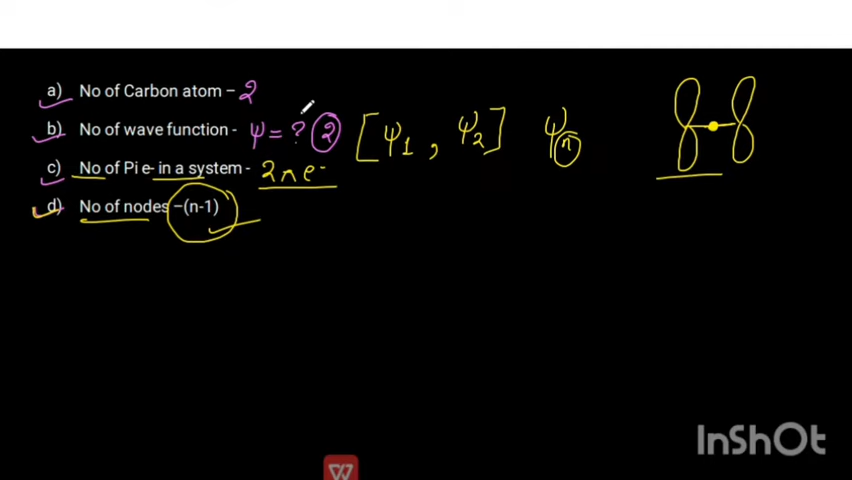 a) No of Carbon atom – 2
b) No of wave function - ψ = ? 2 [ψ1 , ψ2] ψn
c) No of Pi e- in a system - 2π e-
d) No of nodes –(n-1)
InShOt
W